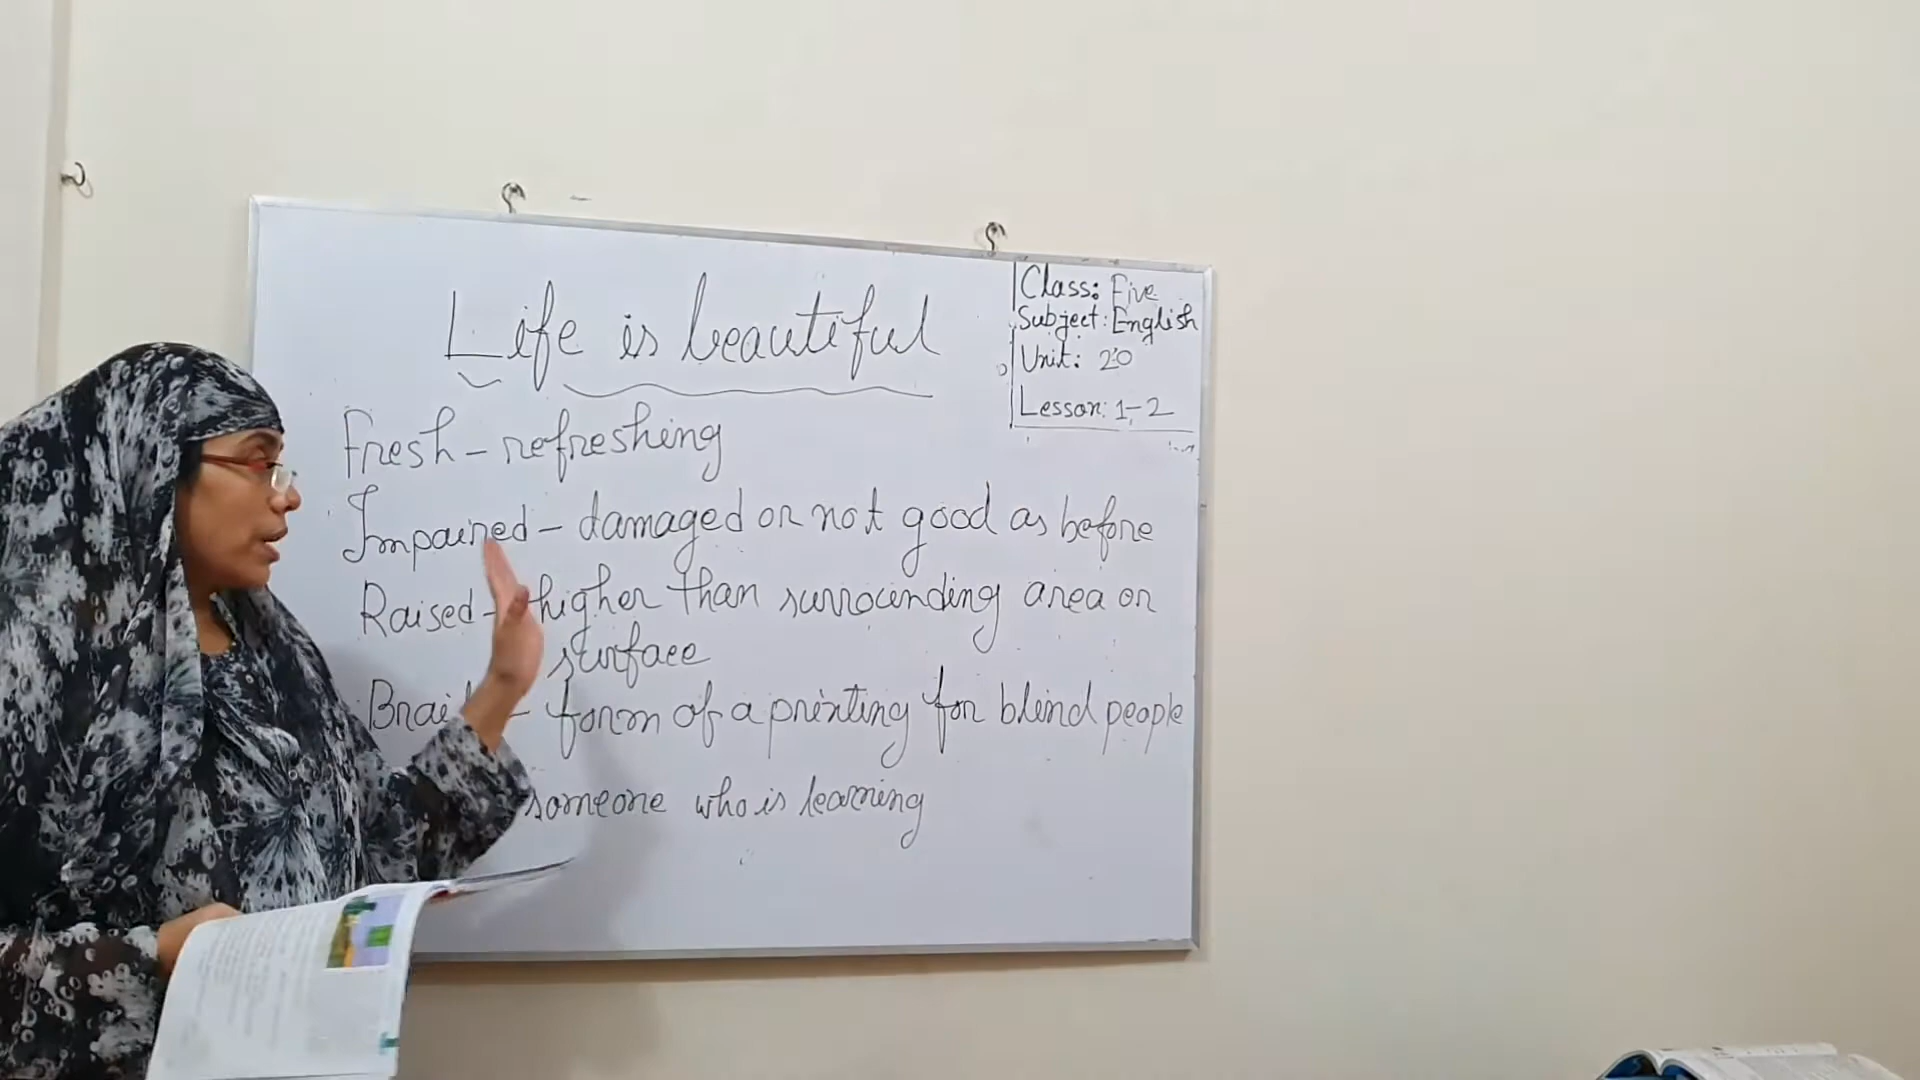 Life is beautiful
Class: Five
Subject: English
Unit: 20
Lesson: 1-2
Fresh - refreshing
Impaired - damaged or not good as before
Raised - higher than surrounding area or
surface
- form of a printing for blind people
someone who is learning